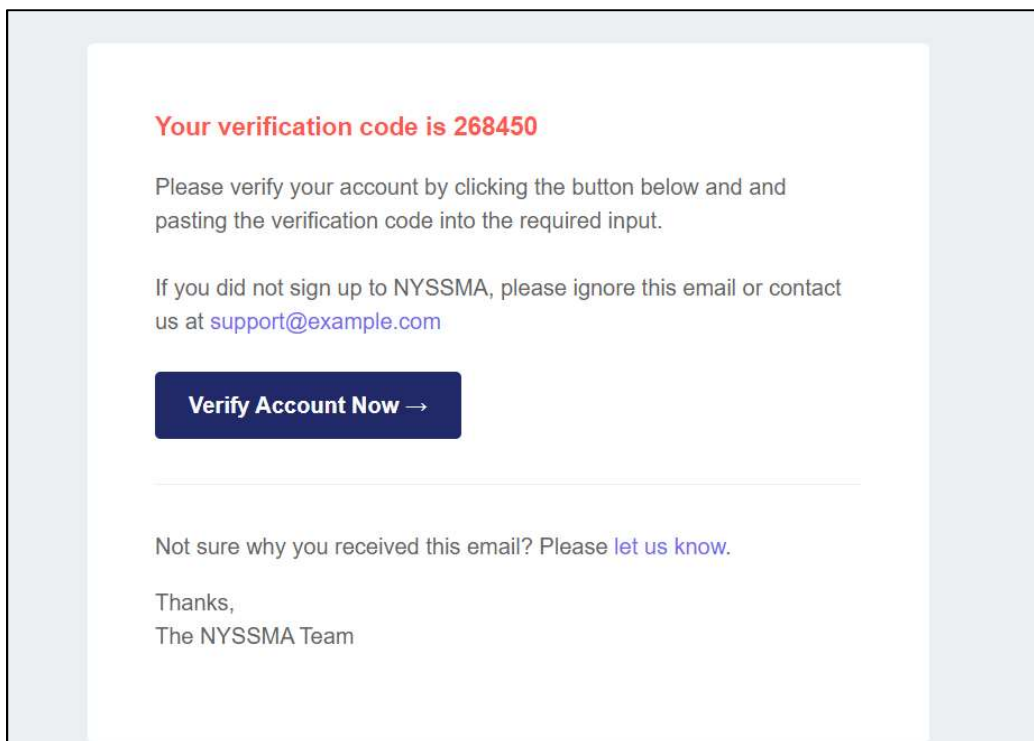 Your verification code is 268450
Please verify your account by clicking the button below and and
pasting the verification code into the required input.
If you did not sign up to NYSSMA, please ignore this email or contact
us at support@example.com
Verify Account Now →
Not sure why you received this email? Please let us know.
Thanks,
The NYSSMA Team